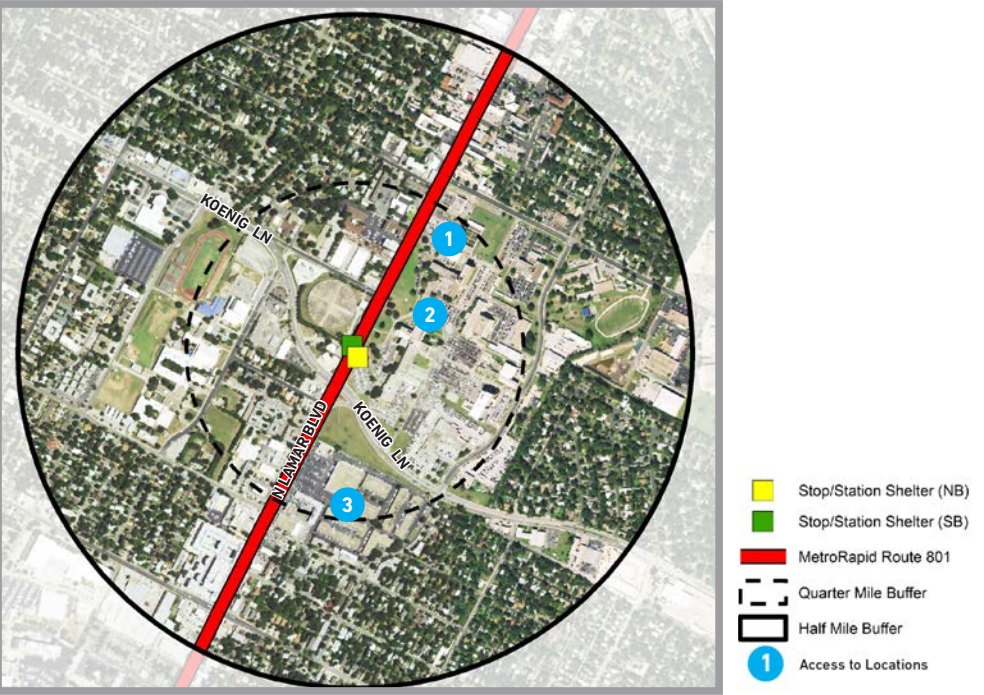 KOENIG LN
1
2
N LAMAR BLVD
KOENIG LN
3
Stop/Station Shelter (NB)
Stop/Station Shelter (SB)
MetroRapid Route 801
Quarter Mile Buffer
Half Mile Buffer
1 Access to Locations